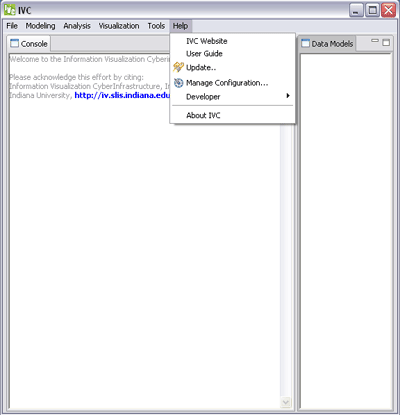 IVC
File Modeling Analysis Visualization Tools Help
Console
Data Models
Welcome to the Information Visualization
Please acknowledge this effort by citing:
Information Visualization CyberInfrastructure,
Indiana University, http://iv.slis.indiana.edu
IVC Website
User Guide
Update..
Manage Configuration...
Developer
About IVC